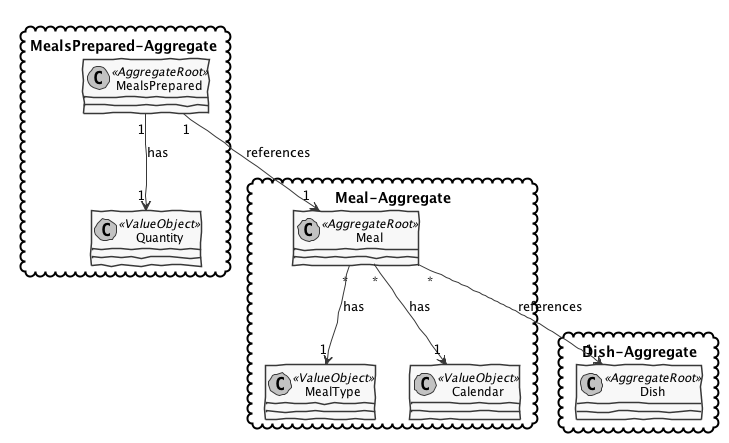 MealsPrepared-Aggregate
C «AggregateRoot»
MealsPrepared
1
1
has
references
1
1
Meal-Aggregate
C «ValueObject»
Quantity
C «AggregateRoot»
Meal
*
*
*
has
has
references
1
1
1
Dish-Aggregate
C «ValueObject»
MealType
C «ValueObject»
Calendar
C «AggregateRoot»
Dish